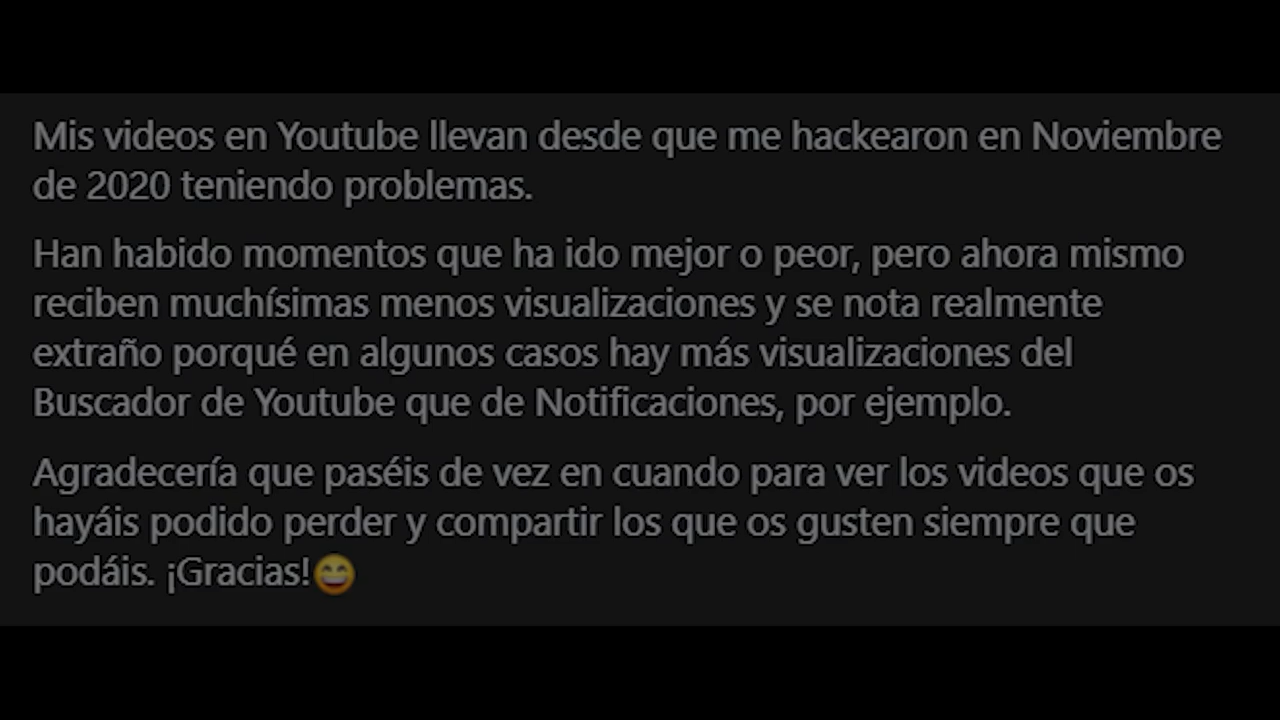 Mis videos en Youtube llevan desde que me hackearon en Noviembre
de 2020 teniendo problemas.
Han habido momentos que ha ido mejor o peor, pero ahora mismo
reciben muchísimas menos visualizaciones y se nota realmente
extraño porqué en algunos casos hay más visualizaciones del
Buscador de Youtube que de Notificaciones, por ejemplo.
Agradecería que paséis de vez en cuando para ver los videos que os
hayáis podido perder y compartir los que os gusten siempre que
podáis. ¡Gracias!😄